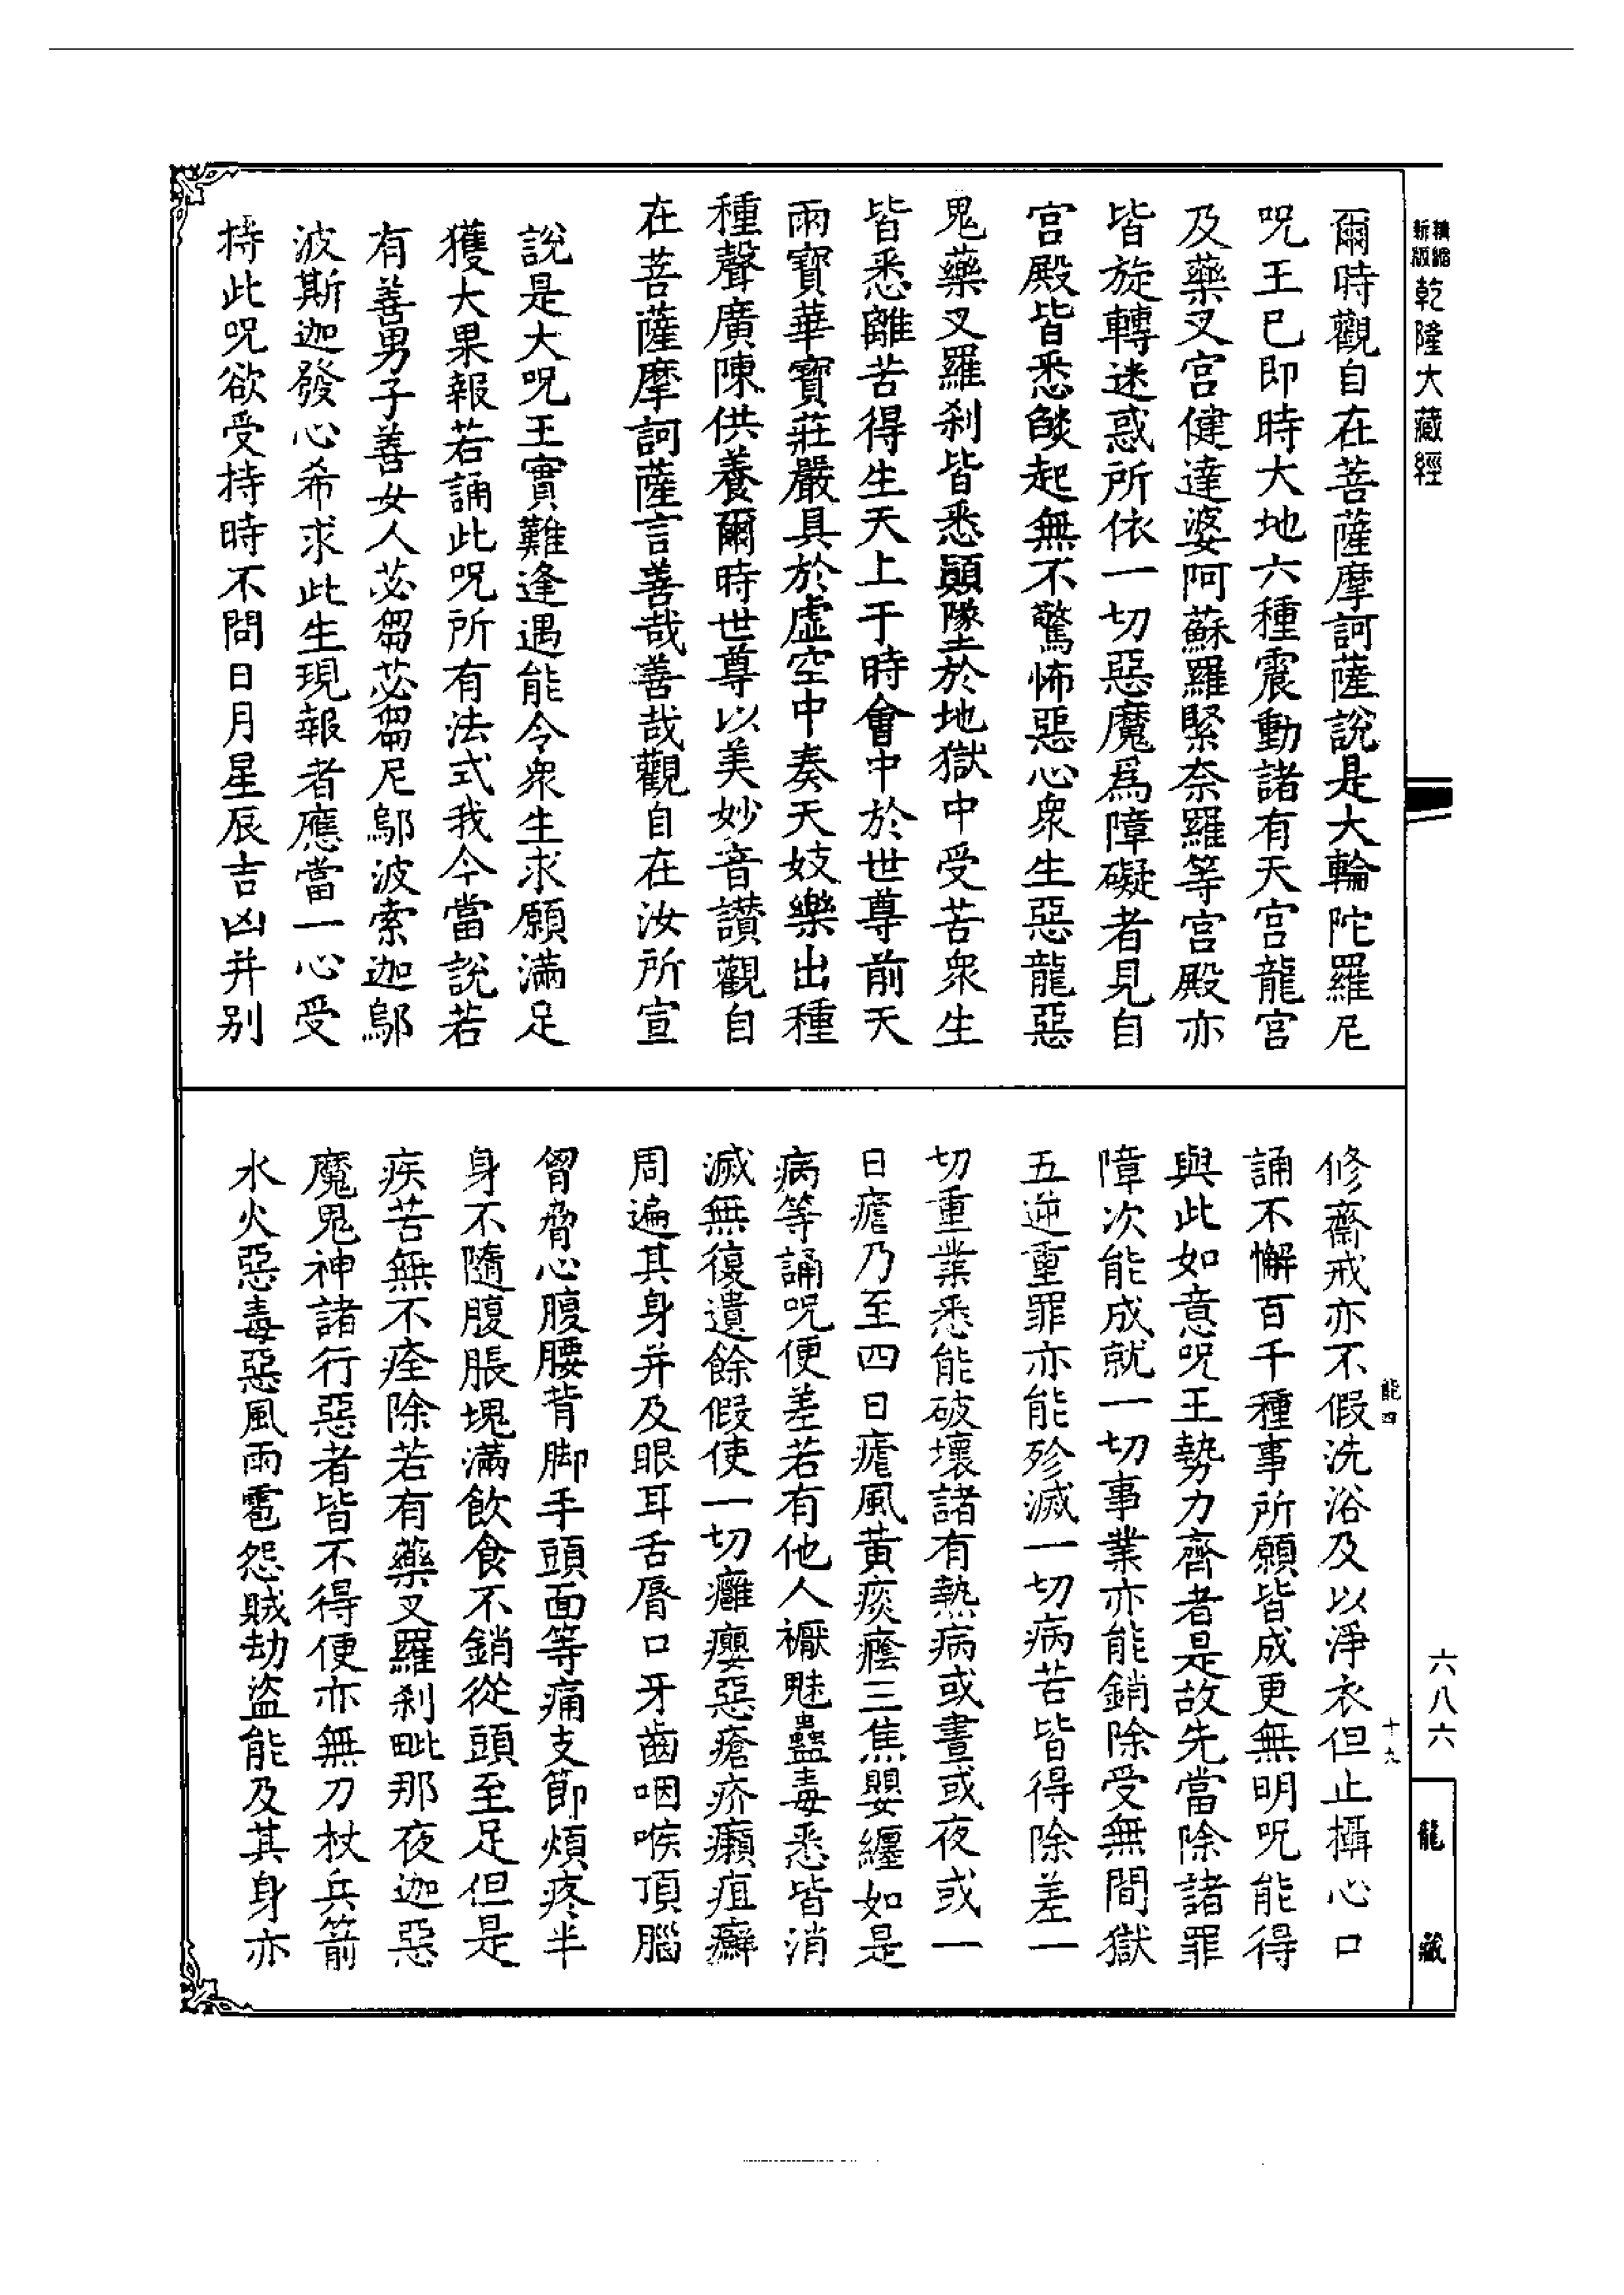 精縮
新版
乾隆大藏經
爾時觀自在菩薩摩訶薩說是大輪陀羅尼
呪王已即時大地六種震動諸有天宫龍宫
及藥叉宫健達婆阿蘇羅緊奈羅等宫殿亦
皆旋轉迷惑所依一切惡魔爲障礙者見自
宫殿皆悉燄起無不驚怖惡心衆生惡龍惡
鬼藥叉羅刹皆悉顚墜於地獄中受苦衆生
皆悉離苦得生天上于時會中於世尊前天
雨寶華寶莊嚴具於虛空中奏天妓樂出種
種聲廣陳供養爾時世尊以美妙音讃觀自
在菩薩摩訶薩言善哉善哉觀自在汝所宣
說是大呪王實難逢遇能令衆生求願滿足
獲大果報若誦此呪所有法式我今當說若
有善男子善女人苾芻苾芻尼鄔波索迦鄔
波斯迦發心希求此生現報者應當一心受
持此呪欲受持時不問日月星辰吉凶并别
修齋戒亦不假洗浴及以淨衣但止攝心口
誦不懈百千種事所願皆成更無明呪能得
與此如意呪王勢力齊者是故先當除諸罪
障次能成就一切事業亦能銷除受無間獄
五逆重罪亦能殄滅一切病苦皆得除差一
切重業悉能破壞諸有熱病或晝或夜或一
日瘧乃至四日瘧風黄痰癊三焦嬰纏如是
病等誦呪便差若有他人𧞣魅蠱毒悉皆消
滅無復遺餘假使一切癰癭惡瘡疥癩疽癬
周遍其身并及眼耳舌脣口牙齒咽喉頂腦
胷脅心腹腰背脚手頭面等痛支節煩疼半
身不隨腹脹塊滿飲食不銷從頭至足但是
疾苦無不痊除若有藥叉羅刹毗那夜迦惡
魔鬼神諸行惡者皆不得便亦無刀杖兵箭
水火惡毒惡風雨雹怨賊劫盜能及其身亦
能四
十九
六八六
龍藏